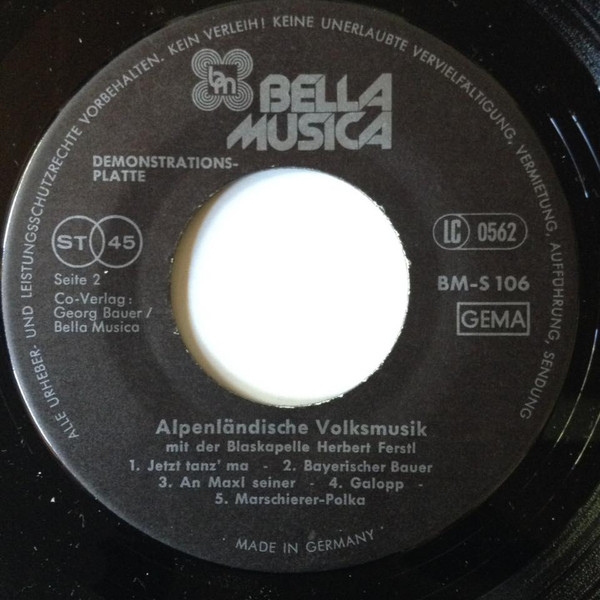 ALLE URHEBER- UND LEISTUNGSSCHUTZRECHTE VORBEHALTEN. KEIN VERLEIH! KEINE UNERLAUBTE VERVIELFÄLTIGUNG, VERMIETUNG, AUFFÜHRUNG, SENDUNG
bm
BELLA
MUSICA
DEMONSTRATIONS-
PLATTE
ST 45
LC 0562
Seite 2
BM-S 106
Co-Verlag:
Georg Bauer/
Bella Musica
GEMA
Alpenländische Volksmusik
mit der Blaskapelle Herbert Ferstl
1. Jetzt tanz' ma - 2. Bayerischer Bauer
3. An Maxl seiner - 4. Galopp -
5. Marschierer-Polka
MADE IN GERMANY